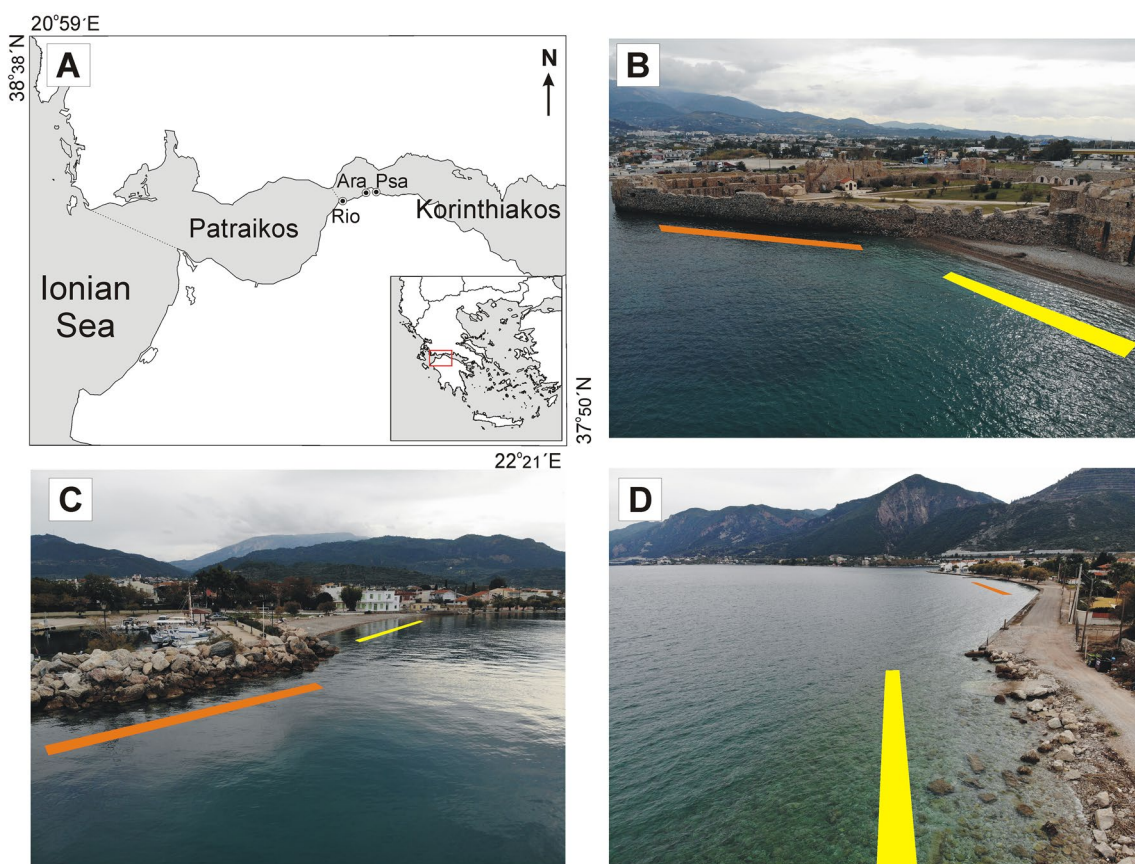 20°59´E
38°38´N
A
N
Ara
Psa
Rio
Patraikos
Korinthiakos
Ionian
Sea
37°50´N
22°21´E
B
C
D